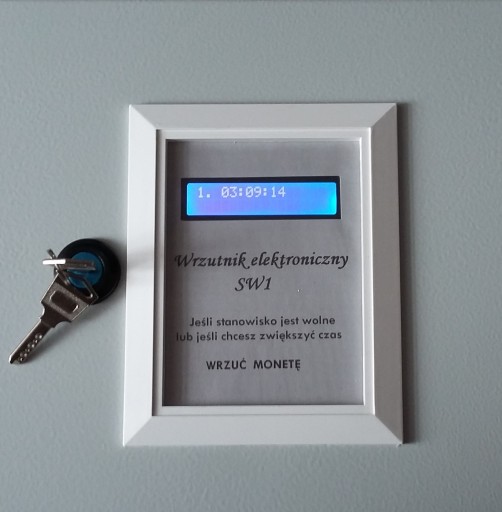 1. 03:09:14
Wrzutnik elektroniczny
SW1
Jeśli stanowisko jest wolne
lub jeśli chcesz zwiększyć czas
WRZUĆ MONETĘ